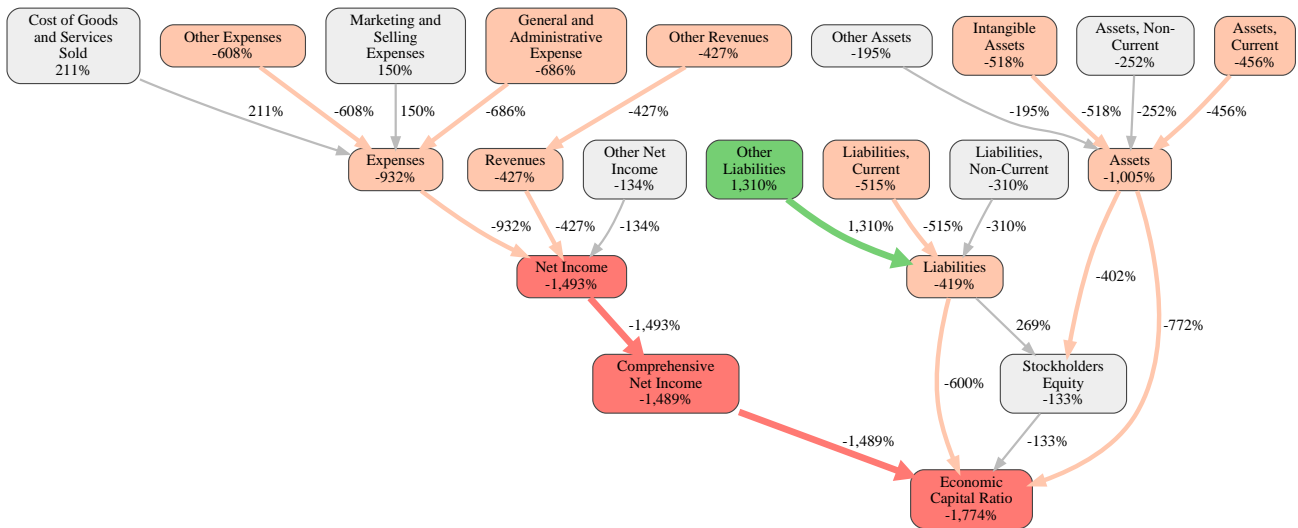 Cost of Goods
and Services
Sold
211%
Other Expenses
-608%
Marketing and
Selling
Expenses
150%
General and
Administrative
Expense
-686%
Other Revenues
-427%
Other Assets
-195%
Intangible
Assets
-518%
Assets, Non-
Current
-252%
Assets,
Current
-456%
211%
-608%
150%
-686%
-427%
-195%
-518%
-252%
-456%
Expenses
-932%
Revenues
-427%
Other Net
Income
-134%
Other
Liabilities
1,310%
Liabilities,
Current
-515%
Liabilities,
Non-Current
-310%
Assets
-1,005%
-932%
-427%
-134%
1,310%
-515%
-310%
Net Income
-1,493%
Liabilities
-419%
-402%
-1,493%
269%
-772%
Comprehensive
Net Income
-1,489%
-600%
Stockholders
Equity
-133%
-1,489%
-133%
Economic
Capital Ratio
-1,774%